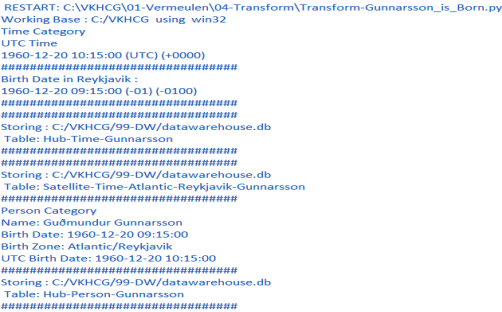 RESTART: C:\VKHCG\01-Vermeulen\04-Transform\Transform-Gunnarsson_is_Born.py
Working Base : C:/VKHCG  using  win32
Time Category
UTC Time
1960-12-20 10:15:00 (UTC) (+0000)
##################################
Birth Date in Reykjavik :
1960-12-20 09:15:00 (-01) (-0100)
##################################
##################################
Storing : C:/VKHCG/99-DW/datawarehouse.db
Table: Hub-Time-Gunnarsson
##################################
##################################
Storing : C:/VKHCG/99-DW/datawarehouse.db
Table: Satellite-Time-Atlantic-Reykjavik-Gunnarsson
##################################
Person Category
Name: Guðmundur Gunnarsson
Birth Date: 1960-12-20 09:15:00
Birth Zone: Atlantic/Reykjavik
UTC Birth Date: 1960-12-20 10:15:00
##################################
Storing : C:/VKHCG/99-DW/datawarehouse.db
Table: Hub-Person-Gunnarsson
##################################